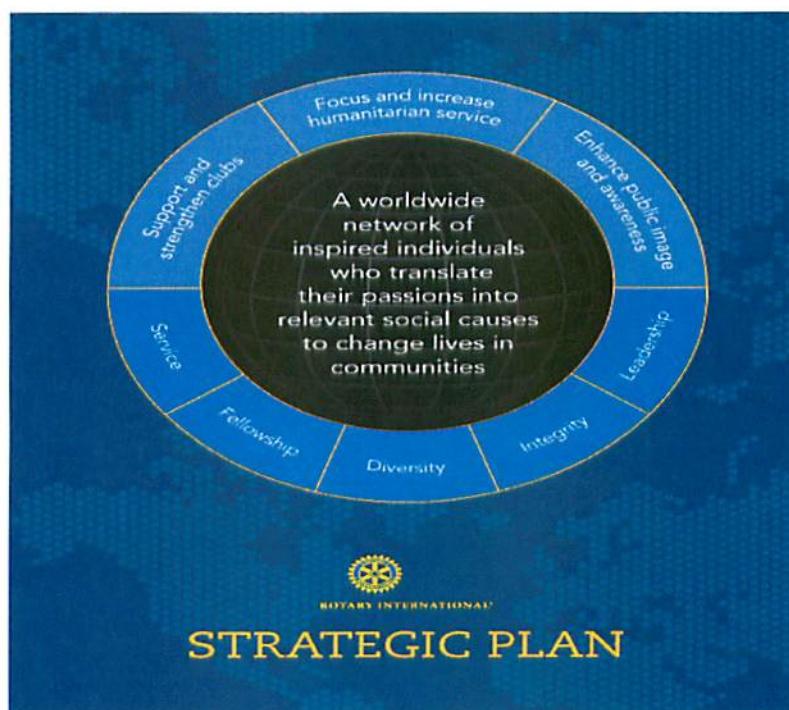 Focus and increase
humanitarian service
Enhance public image
and awareness
Leadership
Integrity
Diversity
Fellowship
Service
Support and
strengthen clubs
A worldwide
network of
inspired individuals
who translate
their passions into
relevant social causes
to change lives in
communities
ROTARY INTERNATIONAL
STRATEGIC PLAN